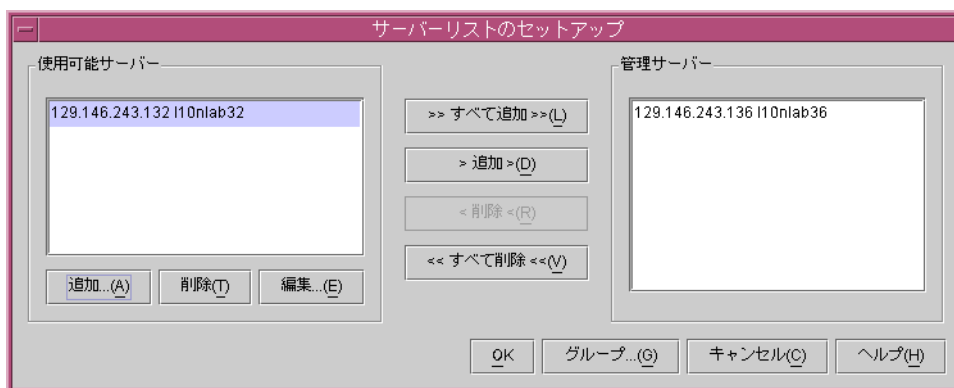 サーバーリストのセットアップ
使用可能サーバー
129.146.243.132 l10nlab32
追加...(A)
削除(T)
編集...(E)
>> すべて追加 >>(L)
> 追加 >(D)
< 削除 <(R)
<< すべて削除 <<(V)
管理サーバー
129.146.243.136 l10nlab36
OK
グループ...(G)
キャンセル(C)
ヘルプ(H)